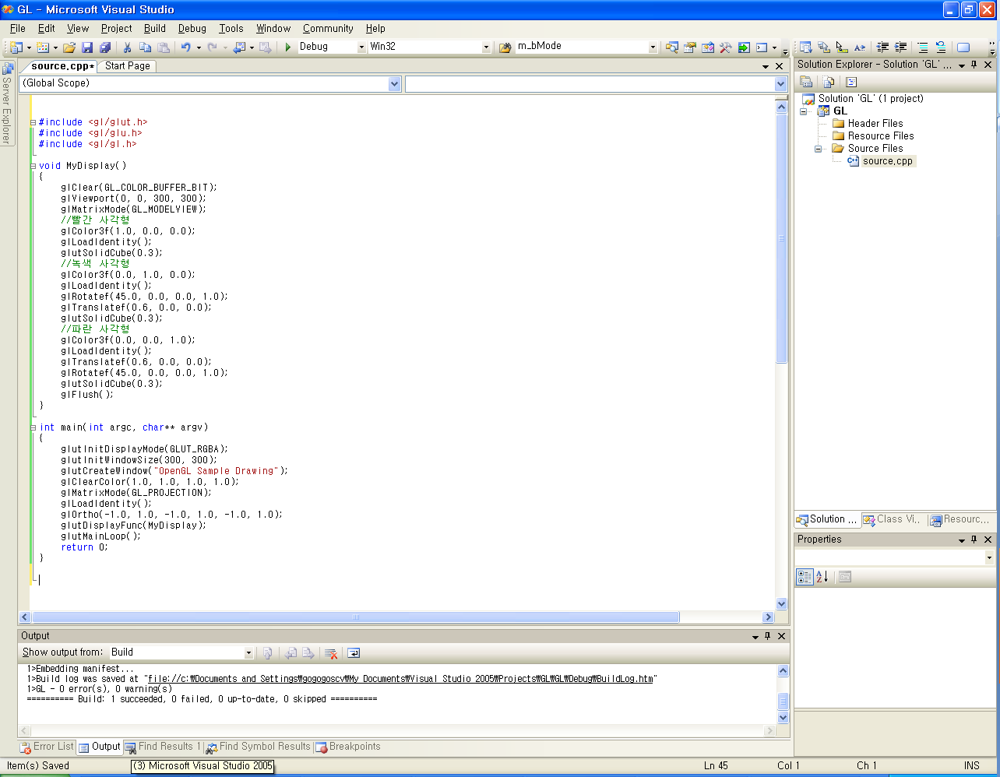 GL - Microsoft Visual Studio
File Edit View Project Build Debug Tools Window Community Help
Debug Win32 m_bMode
source.cpp* Start Page
Solution Explorer - Solution 'GL' ...
Server Explorer
(Global Scope)
#include <gl/glut.h>
#include <gl/glu.h>
#include <gl/gl.h>
void MyDisplay()
{
glClear(GL_COLOR_BUFFER_BIT);
glViewport(0, 0, 300, 300);
glMatrixMode(GL_MODELVIEW);
//빨간 사각형
glColor3f(1.0, 0.0, 0.0);
glLoadIdentity();
glutSolidCube(0.3);
//녹색 사각형
glColor3f(0.0, 1.0, 0.0);
glLoadIdentity();
glRotatef(45.0, 0.0, 0.0, 1.0);
glTranslatef(0.6, 0.0, 0.0);
glutSolidCube(0.3);
//파란 사각형
glColor3f(0.0, 0.0, 1.0);
glLoadIdentity();
glTranslatef(0.6, 0.0, 0.0);
glRotatef(45.0, 0.0, 0.0, 1.0);
glutSolidCube(0.3);
glFlush();
}
int main(int argc, char** argv)
{
glutInitDisplayMode(GLUT_RGBA);
glutInitWindowSize(300, 300);
glutCreateWindow("OpenGL Sample Drawing");
glClearColor(1.0, 1.0, 1.0, 1.0);
glMatrixMode(GL_PROJECTION);
glLoadIdentity();
glOrtho(-1.0, 1.0, -1.0, 1.0, -1.0, 1.0);
glutDisplayFunc(MyDisplay);
glutMainLoop();
return 0;
}
Solution 'GL' (1 project)
GL
Header Files
Resource Files
Source Files
source.cpp
Solution ... Class Vi... Resourc...
Properties
Output
Show output from: Build
1>Embedding manifest...
1>Build log was saved at "file://c:₩Documents and Settings₩gogogoscv₩My Documents₩Visual Studio 2005₩Projects₩GL₩GL₩Debug₩BuildLog.htm"
1>GL - 0 error(s), 0 warning(s)
========== Build: 1 succeeded, 0 failed, 0 up-to-date, 0 skipped ==========
Error List Output Find Results 1 Find Symbol Results Breakpoints
Item(s) Saved (3) Microsoft Visual Studio 2005 Ln 45 Col 1 Ch 1 INS